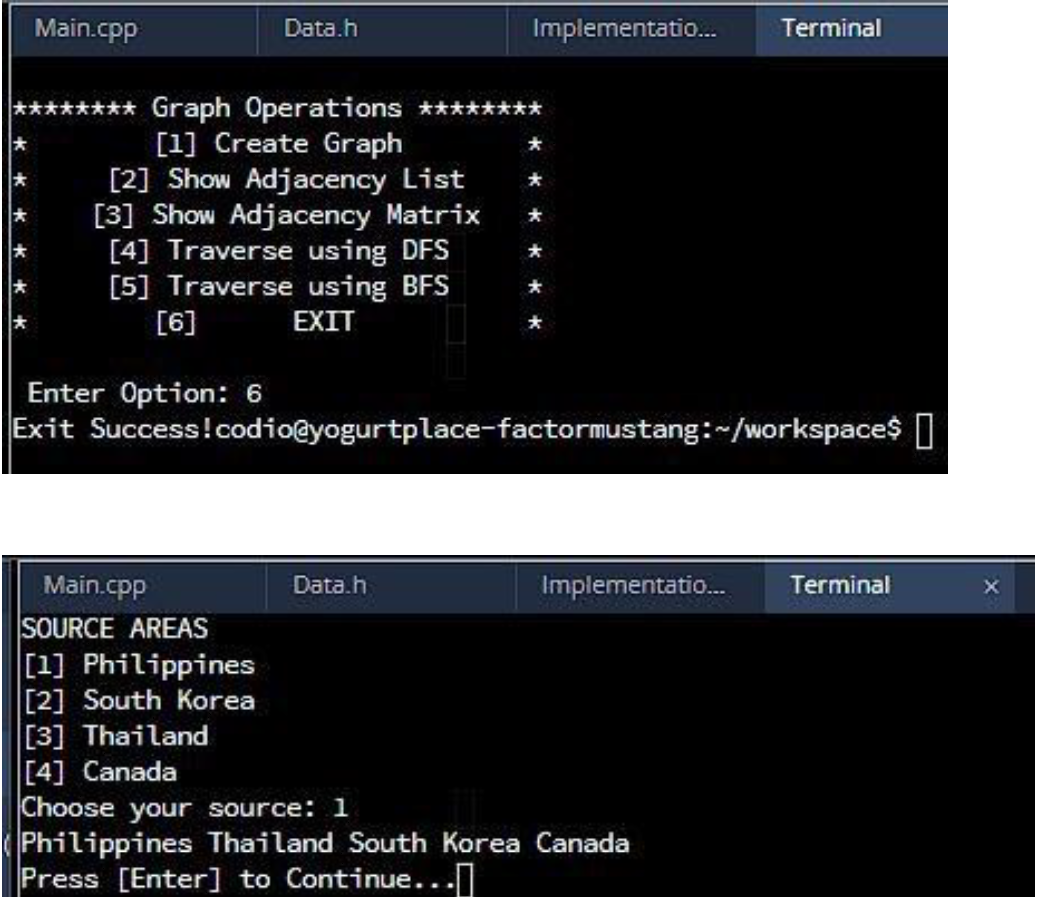 Main.cpp Data.h Implementatio... Terminal
******** Graph Operations ********
* [1] Create Graph *
* [2] Show Adjacency List *
* [3] Show Adjacency Matrix *
* [4] Traverse using DFS *
* [5] Traverse using BFS *
* [6] EXIT *
Enter Option: 6
Exit Success!codio@yogurtplace-factormustang:~/workspace$
Main.cpp Data.h Implementatio... Terminal ×
SOURCE AREAS
[1] Philippines
[2] South Korea
[3] Thailand
[4] Canada
Choose your source: 1
Philippines Thailand South Korea Canada
Press [Enter] to Continue...